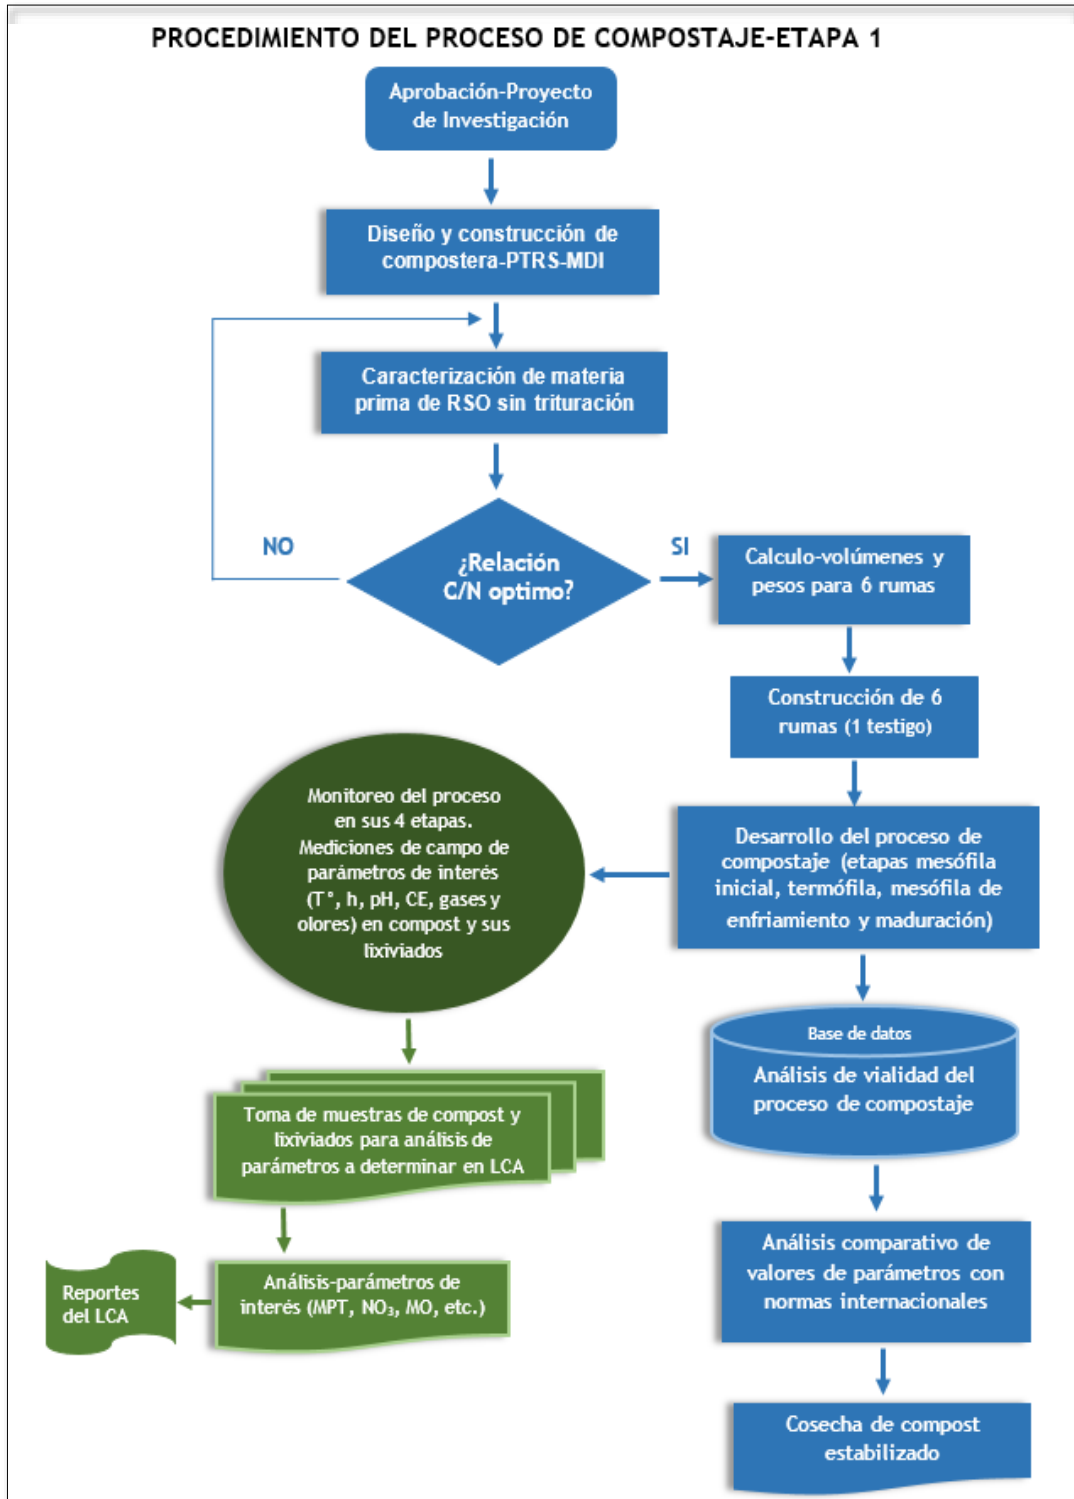 PROCEDIMIENTO DEL PROCESO DE COMPOSTAJE-ETAPA 1
Aprobación-Proyecto
de Investigación
Diseño y construcción de
compostera-PTRS-MDI
Caracterización de materia
prima de RSO sin trituración
NO
¿Relación
C/N optimo?
SI
Calculo-volúmenes y
pesos para 6 rumas
Construcción de 6
rumas (1 testigo)
Desarrollo del proceso de
compostaje (etapas mesófila
inicial, termófila, mesófila de
enfriamiento y maduración)
Monitoreo del proceso
en sus 4 etapas.
Mediciones de campo de
parámetros de interés
(T°, h, pH, CE, gases y
olores) en compost y sus
lixiviados
Toma de muestras de compost y
lixiviados para análisis de
parámetros a determinar en LCA
Análisis-parámetros de
interés (MPT, NO₃, MO, etc.)
Reportes
del LCA
Base de datos
Análisis de vialidad del
proceso de compostaje
Análisis comparativo de
valores de parámetros con
normas internacionales
Cosecha de compost
estabilizado